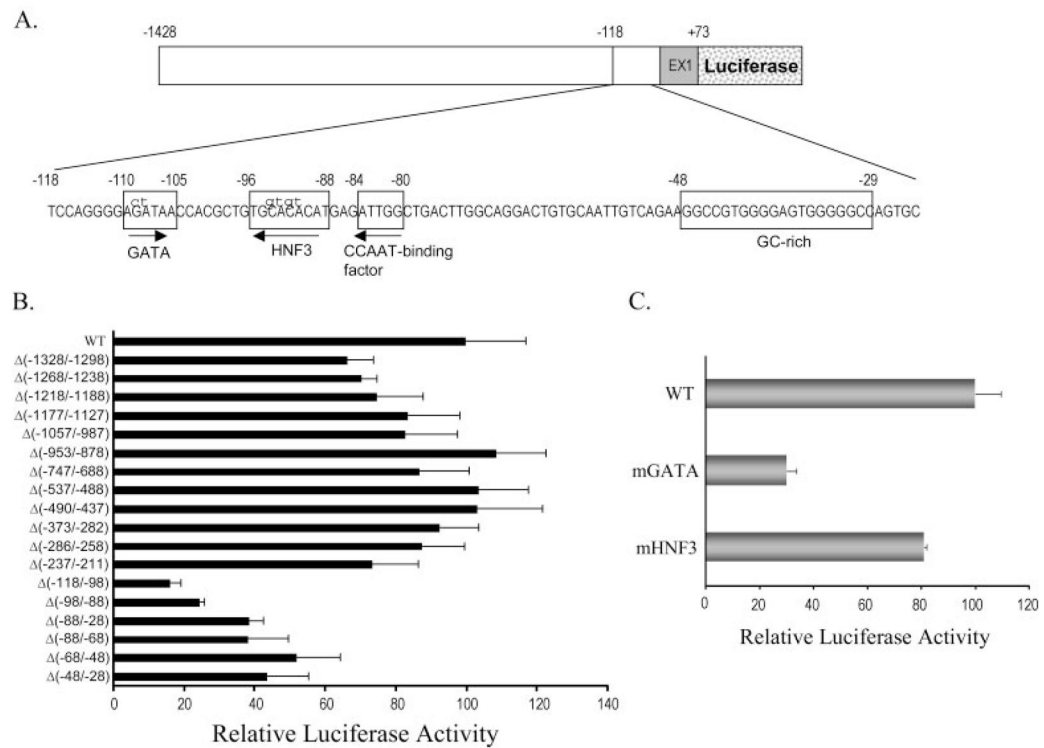 A.
-1428
-118
+73
EX1
Luciferase
-118
-110
-105
-96
-88
-84
-80
-48
-29
ct
gtgt
TCCAGGGGAGATAACCACGCTGTGCACACATGAGATTGGCTGACTTGGCAGGACTGTGCAATTGTCAGAAGGCCGTGGGGAGTGGGGGGCCAGTGC
GATA
HNF3
CCAAT-binding
factor
GC-rich
B.
WT
Δ(-1328/-1298)
Δ(-1268/-1238)
Δ(-1218/-1188)
Δ(-1177/-1127)
Δ(-1057/-987)
Δ(-953/-878)
Δ(-747/-688)
Δ(-537/-488)
Δ(-490/-437)
Δ(-373/-282)
Δ(-286/-258)
Δ(-237/-211)
Δ(-118/-98)
Δ(-98/-88)
Δ(-88/-28)
Δ(-88/-68)
Δ(-68/-48)
Δ(-48/-28)
0 20 40 60 80 100 120 140
Relative Luciferase Activity
C.
WT
mGATA
mHNF3
0 20 40 60 80 100 120
Relative Luciferase Activity